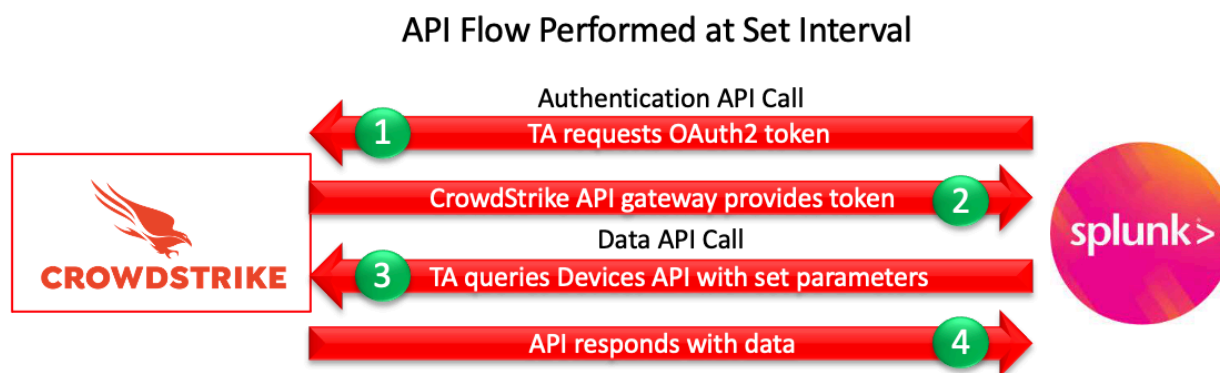 API Flow Performed at Set Interval
Authentication API Call
1
TA requests OAuth2 token
CrowdStrike API gateway provides token
2
CROWDSTRIKE
splunk>
Data API Call
3
TA queries Devices API with set parameters
API responds with data
4